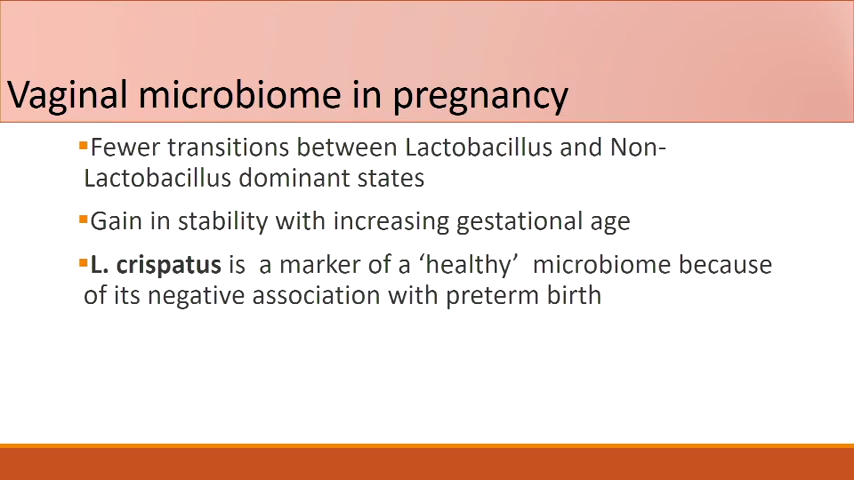 Vaginal microbiome in pregnancy
▪Fewer transitions between Lactobacillus and Non-
Lactobacillus dominant states
▪Gain in stability with increasing gestational age
▪L. crispatus is  a marker of a ‘healthy’  microbiome because
of its negative association with preterm birth